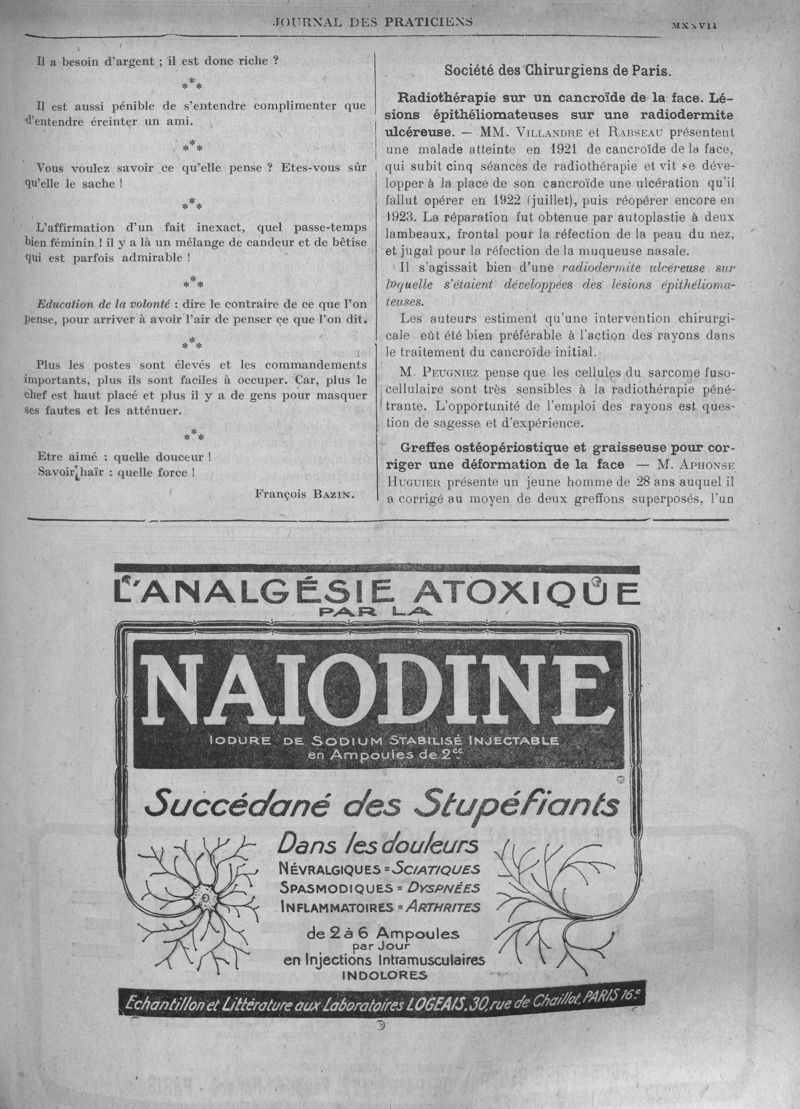 JOURNAL DES PRATICIENS
MXXVII
Il a besoin d'argent ; il est donc riche ?
***
Il est aussi pénible de s'entendre complimenter que
d'entendre éreinter un ami.
***
Vous voulez savoir ce qu'elle pense ? Etes-vous sûr
qu'elle le sache !
***
L'affirmation d'un fait inexact, quel passe-temps
bien féminin ! il y a là un mélange de candeur et de bêtise
qui est parfois admirable !
***
Education de la volonté : dire le contraire de ce que l'on
pense, pour arriver à avoir l'air de penser ce que l'on dit.
***
Plus les postes sont élevés et les commandements
importants, plus ils sont faciles à occuper. Car, plus le
chef est haut placé et plus il y a de gens pour masquer
ses fautes et les atténuer.
***
Etre aimé : quelle douceur !
Savoir haïr : quelle force !
François BAZIN.
Société des Chirurgiens de Paris.
Radiothérapie sur un cancroïde de la face. Lé-
sions épithéliomateuses sur une radiodermite
ulcéreuse. — MM. VILLANDRE et RABSEAU présentent
une malade atteinte en 1921 de cancroïde de la face,
qui subit cinq séances de radiothérapie et vit se déve-
lopper à la place de son cancroïde une ulcération qu'il
fallut opérer en 1922 (juillet), puis réopérer encore en
1923. La réparation fut obtenue par autoplastie à deux
lambeaux, frontal pour la réfection de la peau du nez,
et jugal pour la réfection de la muqueuse nasale.
Il s'agissait bien d'une radiodermite ulcéreuse sur
laquelle s'étaient développées des lésions épithélioma-
teuses.
Les auteurs estiment qu'une intervention chirurgi-
cale eût été bien préférable à l'action des rayons dans
le traitement du cancroïde initial.
M. PEUGNIEZ pense que les cellules du sarcome fuso-
cellulaire sont très sensibles à la radiothérapie péné-
trante. L'opportunité de l'emploi des rayons est ques-
tion de sagesse et d'expérience.
Greffes ostéopériostique et graisseuse pour cor-
riger une déformation de la face — M. APHONSE
HUGUIER présente un jeune homme de 28 ans auquel il
a corrigé au moyen de deux greffons superposés, l'un
L'ANALGÉSIE ATOXIQUE
PAR LA
NAIODINE
IODURE DE SODIUM STABILISÉ INJECTABLE
en Ampoules de 2cc
Succédané des Stupéfiants
Dans les douleurs
NÉVRALGIQUES = SCIATIQUES
SPASMODIQUES = DYSPNÉES
INFLAMMATOIRES = ARTHRITES
de 2 à 6 Ampoules
par Jour
en Injections Intramusculaires
INDOLORES
Echantillon et Littérature aux Laboratoires LOGEAIS, 30, rue de Chaillot, PARIS 16e